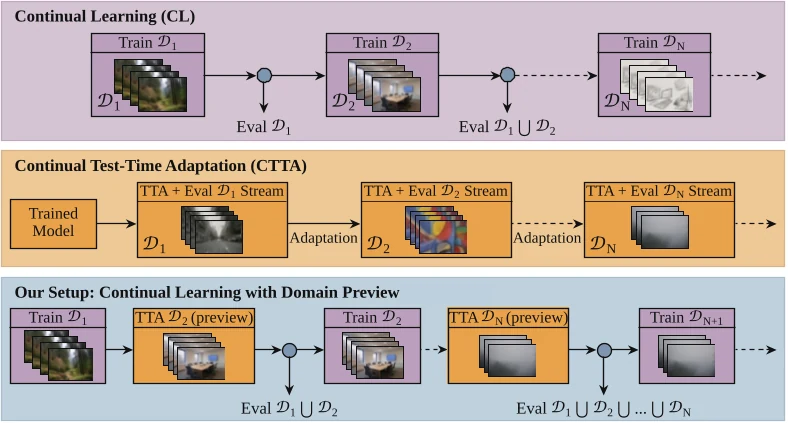 Continual Learning (CL)
Train 𝒟1
Train 𝒟2
Train 𝒟N
𝒟1
𝒟2
𝒟N
Eval 𝒟1
Eval 𝒟1 ⋃ 𝒟2
Continual Test-Time Adaptation (CTTA)
TTA + Eval 𝒟1 Stream
TTA + Eval 𝒟2 Stream
TTA + Eval 𝒟N Stream
Trained
Model
𝒟1
Adaptation
𝒟2
Adaptation
𝒟N
Our Setup: Continual Learning with Domain Preview
Train 𝒟1
TTA 𝒟2 (preview)
Train 𝒟2
TTA 𝒟N (preview)
Train 𝒟N+1
Eval 𝒟1 ⋃ 𝒟2
Eval 𝒟1 ⋃ 𝒟2 ⋃ ... ⋃ 𝒟N